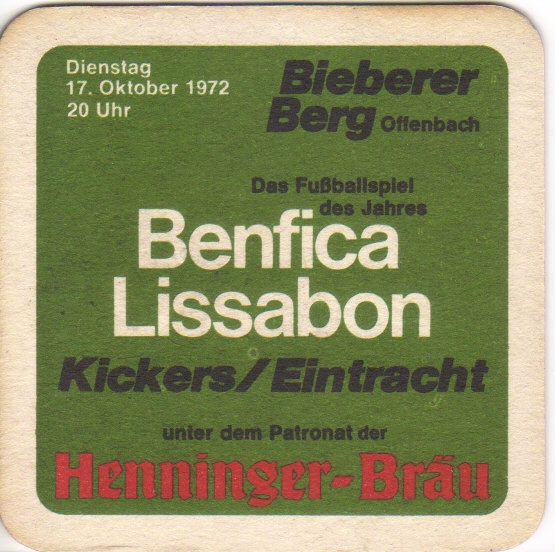 Dienstag
17. Oktober 1972
20 Uhr
Bieberer
Berg Offenbach
Das Fußballspiel
des Jahres
Benfica
Lissabon
Kickers/Eintracht
unter dem Patronat der
Henninger-Bräu